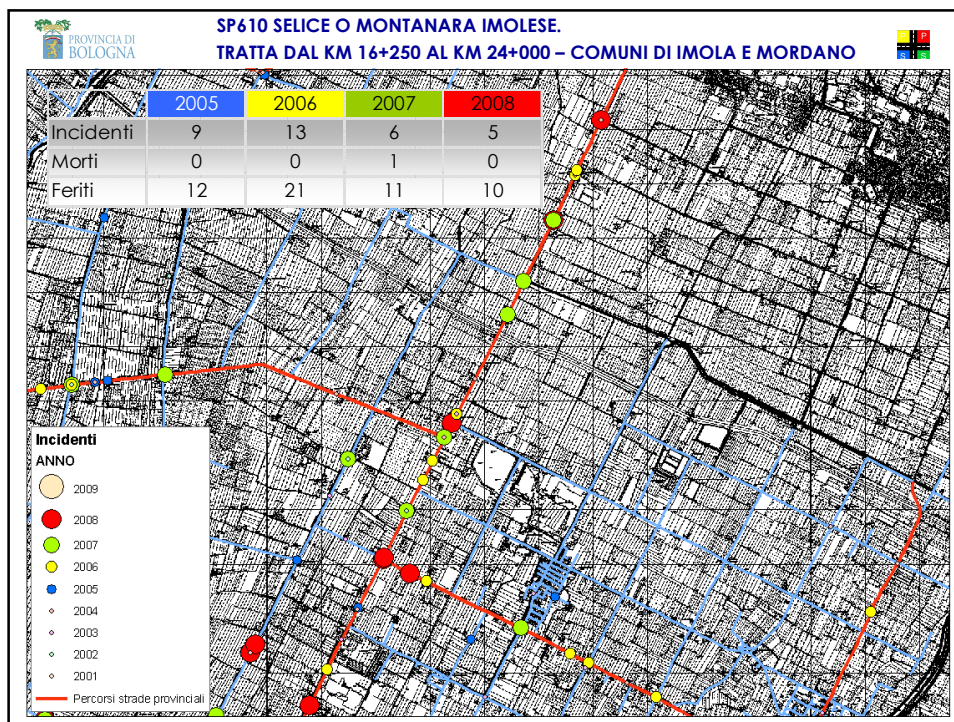 PROVINCIA DI
BOLOGNA
SP610 SELICE O MONTANARA IMOLESE.
TRATTA DAL KM 16+250 AL KM 24+000 – COMUNI DI IMOLA E MORDANO
P P
S S
2005 2006 2007 2008
Incidenti 9 13 6 5
Morti 0 0 1 0
Feriti 12 21 11 10
Incidenti
ANNO
2009
2008
2007
2006
2005
2004
2003
2002
2001
Percorsi strade provinciali